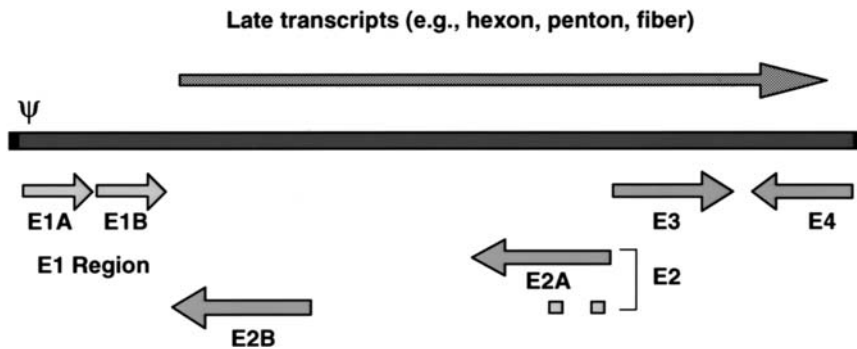 Late transcripts (e.g., hexon, penton, fiber)
Ψ
E1A E1B E3 E4
E1 Region E2A E2
E2B